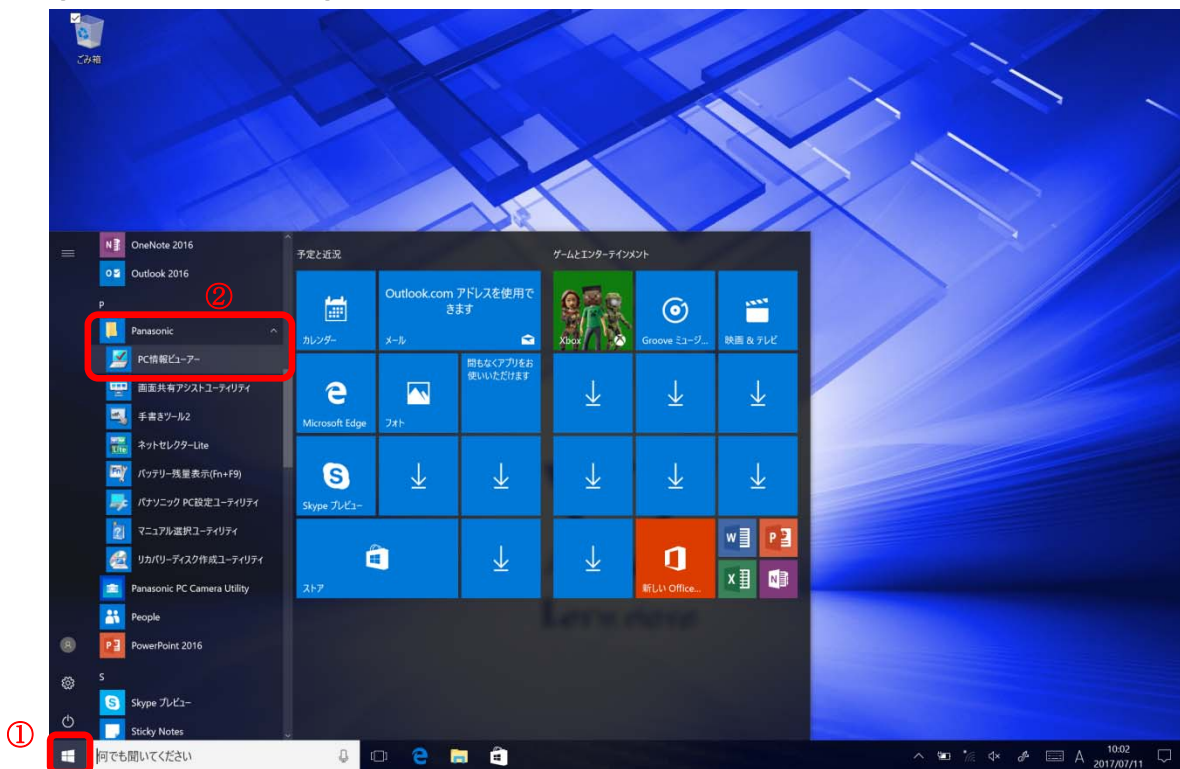 ごみ箱
OneNote 2016
Outlook 2016
P
②
Panasonic
PC情報ビューアー
画面共有アシストユーティリティ
手書きツール2
ネットセレクターLite
バッテリー残量表示(Fn+F9)
パナソニック PC設定ユーティリティ
マニュアル選択ユーティリティ
リカバリーディスク作成ユーティリティ
Panasonic PC Camera Utility
People
PowerPoint 2016
S
Skype プレビュー
Sticky Notes
予定と近況
カレンダー
Outlook.com アドレスを使用で
きます
メール
Microsoft Edge
フォト
間もなくアプリをお
使いいただけます
Skype プレビュー
ストア
ゲームとエンターテインメント
Xbox
Groove ミュージ...
映画 & テレビ
新しい Office...
①
何でも聞いてください
A
10:02
2017/07/11